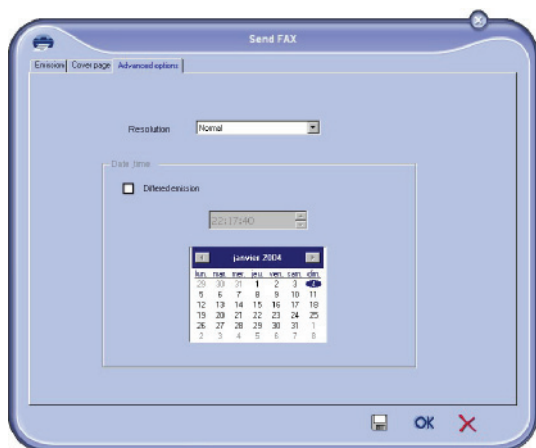 Send FAX
Emission Cover page Advanced options
Resolution Normal
Date_time
Differed emission
22:17:40
janvier 2004
lun. mar. mer. jeu. ven. sam. dim.
29 30 31 1 2 3 4
5 6 7 8 9 10 11
12 13 14 15 16 17 18
19 20 21 22 23 24 25
26 27 28 29 30 31 1
2 3 4 5 6 7 8
OK